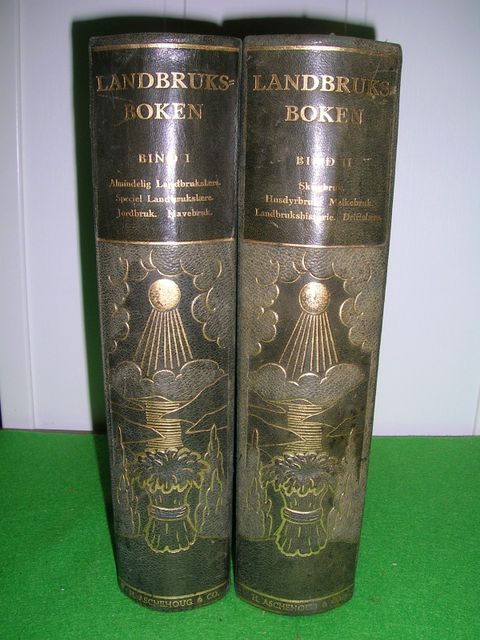 LANDBRUKS-
BOKEN
BIND I
Almindelig Landbrukslære.
Speciel Landbrukslære.
Jordbruk. Havebruk.
H. ASCHEHOUG & CO.
LANDBRUKS-
BOKEN
BIND II
Skogbruk.
Husdyrbruk. Melkebruk.
Landbrukshistorie. Driftslære.
H. ASCHEHOUG & CO.